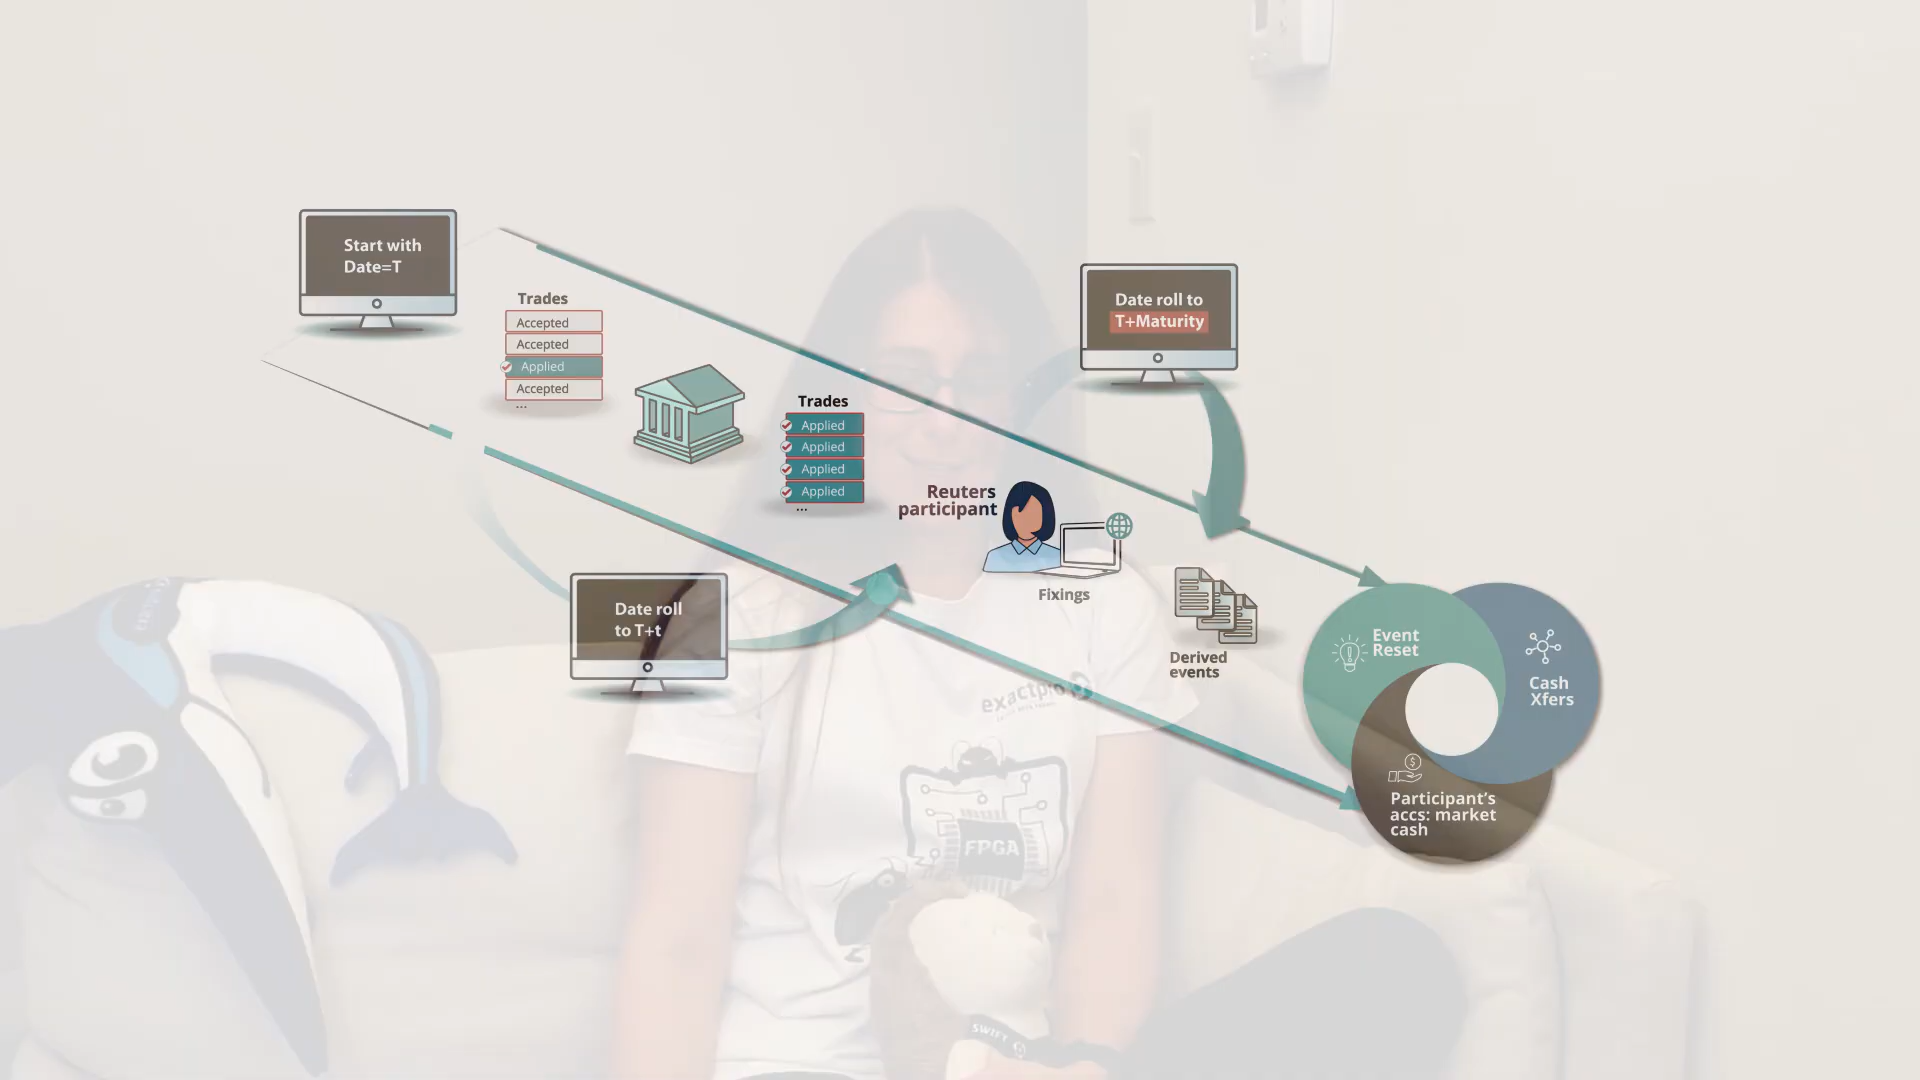 Start with
Date=T
Trades
Accepted
Accepted
Applied
Accepted
...
Trades
Applied
Applied
Applied
Applied
...
Date roll to
T+Maturity
Reuters
participant
Fixings
Date roll
to T+t
Derived
events
Event
Reset
Cash
Xfers
Participant's
accs: market
cash
exactpro
FPGA
SWIFT